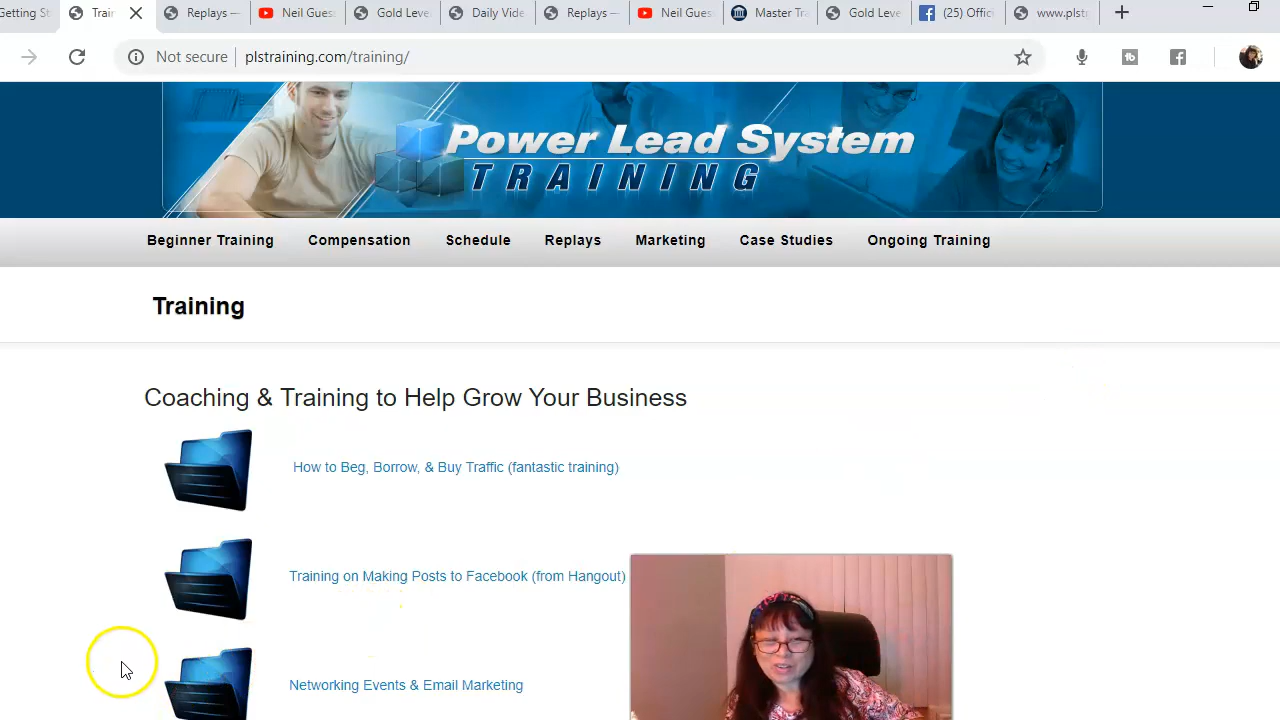 Getting St
Trai
Replays —
Neil Gues
Gold Leve
Daily Vide
Replays —
Neil Gues
Master Tra
Gold Leve
(25) Offic
www.plst
Not secure
plstraining.com/training/
Power Lead System
TRAINING
Beginner Training
Compensation
Schedule
Replays
Marketing
Case Studies
Ongoing Training
Training
Coaching & Training to Help Grow Your Business
How to Beg, Borrow, & Buy Traffic (fantastic training)
Training on Making Posts to Facebook (from Hangout)
Networking Events & Email Marketing